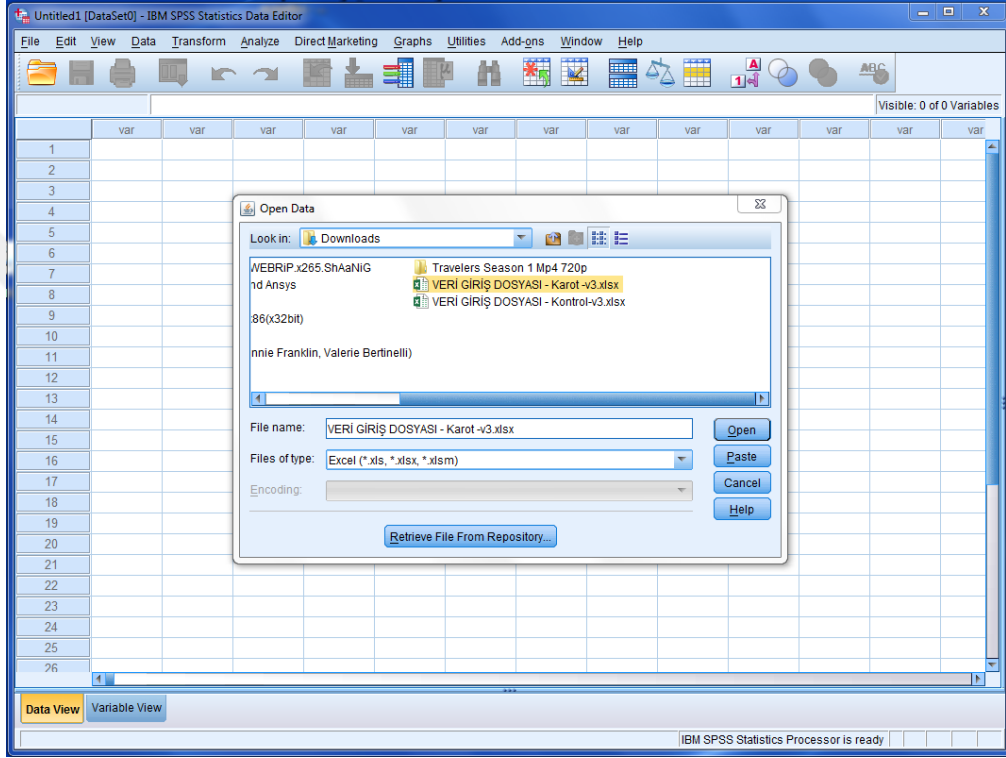 Untitled1 [DataSet0] - IBM SPSS Statistics Data Editor
File Edit View Data Transform Analyze Direct Marketing Graphs Utilities Add-ons Window Help
Visible: 0 of 0 Variables
var var var var var var var var var var var var var
1
2
3
4
5
6
7
8
9
10
11
12
13
14
15
16
17
18
19
20
21
22
23
24
25
26
Open Data
Look in: Downloads
WEBRiP.x265.ShAaNiG
nd Ansys
:86(x32bit)
nnie Franklin, Valerie Bertinelli)
Travelers Season 1 Mp4 720p
VERİ GİRİŞ DOSYASI - Karot -v3.xlsx
VERİ GİRİŞ DOSYASI - Kontrol-v3.xlsx
File name: VERİ GİRİŞ DOSYASI - Karot -v3.xlsx Open
Files of type: Excel (*.xls, *.xlsx, *.xlsm) Paste
Encoding: Cancel
Help
Retrieve File From Repository...
Data View Variable View
IBM SPSS Statistics Processor is ready